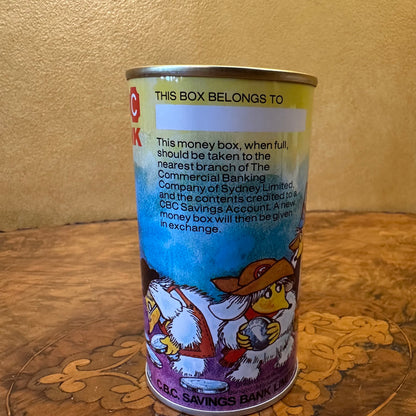 C
K
THIS BOX BELONGS TO
This money box, when full,
should be taken to the
nearest branch of The
Commercial Banking
Company of Sydney Limited,
and the contents credited to a
CBC Savings Account. A new
money box will then be given
in exchange.
C.B.C. SAVINGS BANK LIM